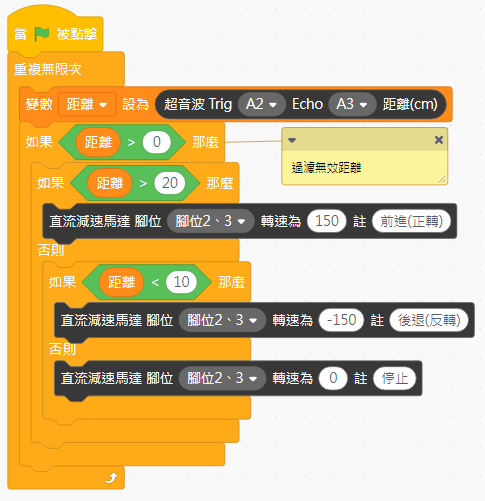 當 被點擊
重複無限次
變數 距離 設為 超音波 Trig A2 Echo A3 距離(cm)
如果 距離 > 0 那麼
過濾無效距離
如果 距離 > 20 那麼
直流減速馬達 腳位 腳位2、3 轉速為 150 註 前進(正轉)
否則
如果 距離 < 10 那麼
直流減速馬達 腳位 腳位2、3 轉速為 -150 註 後退(反轉)
否則
直流減速馬達 腳位 腳位2、3 轉速為 0 註 停止